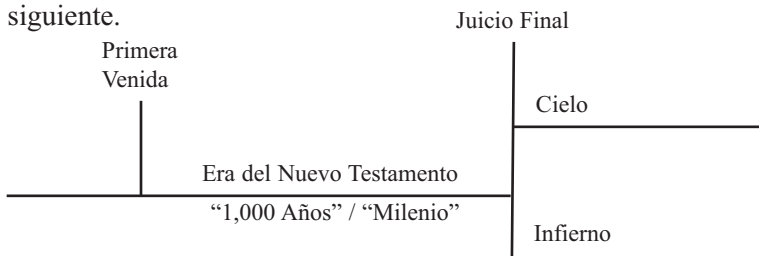 siguiente.
Juicio Final
Primera
Venida
Cielo
Era del Nuevo Testamento
“1,000 Años” / “Milenio”
Infierno